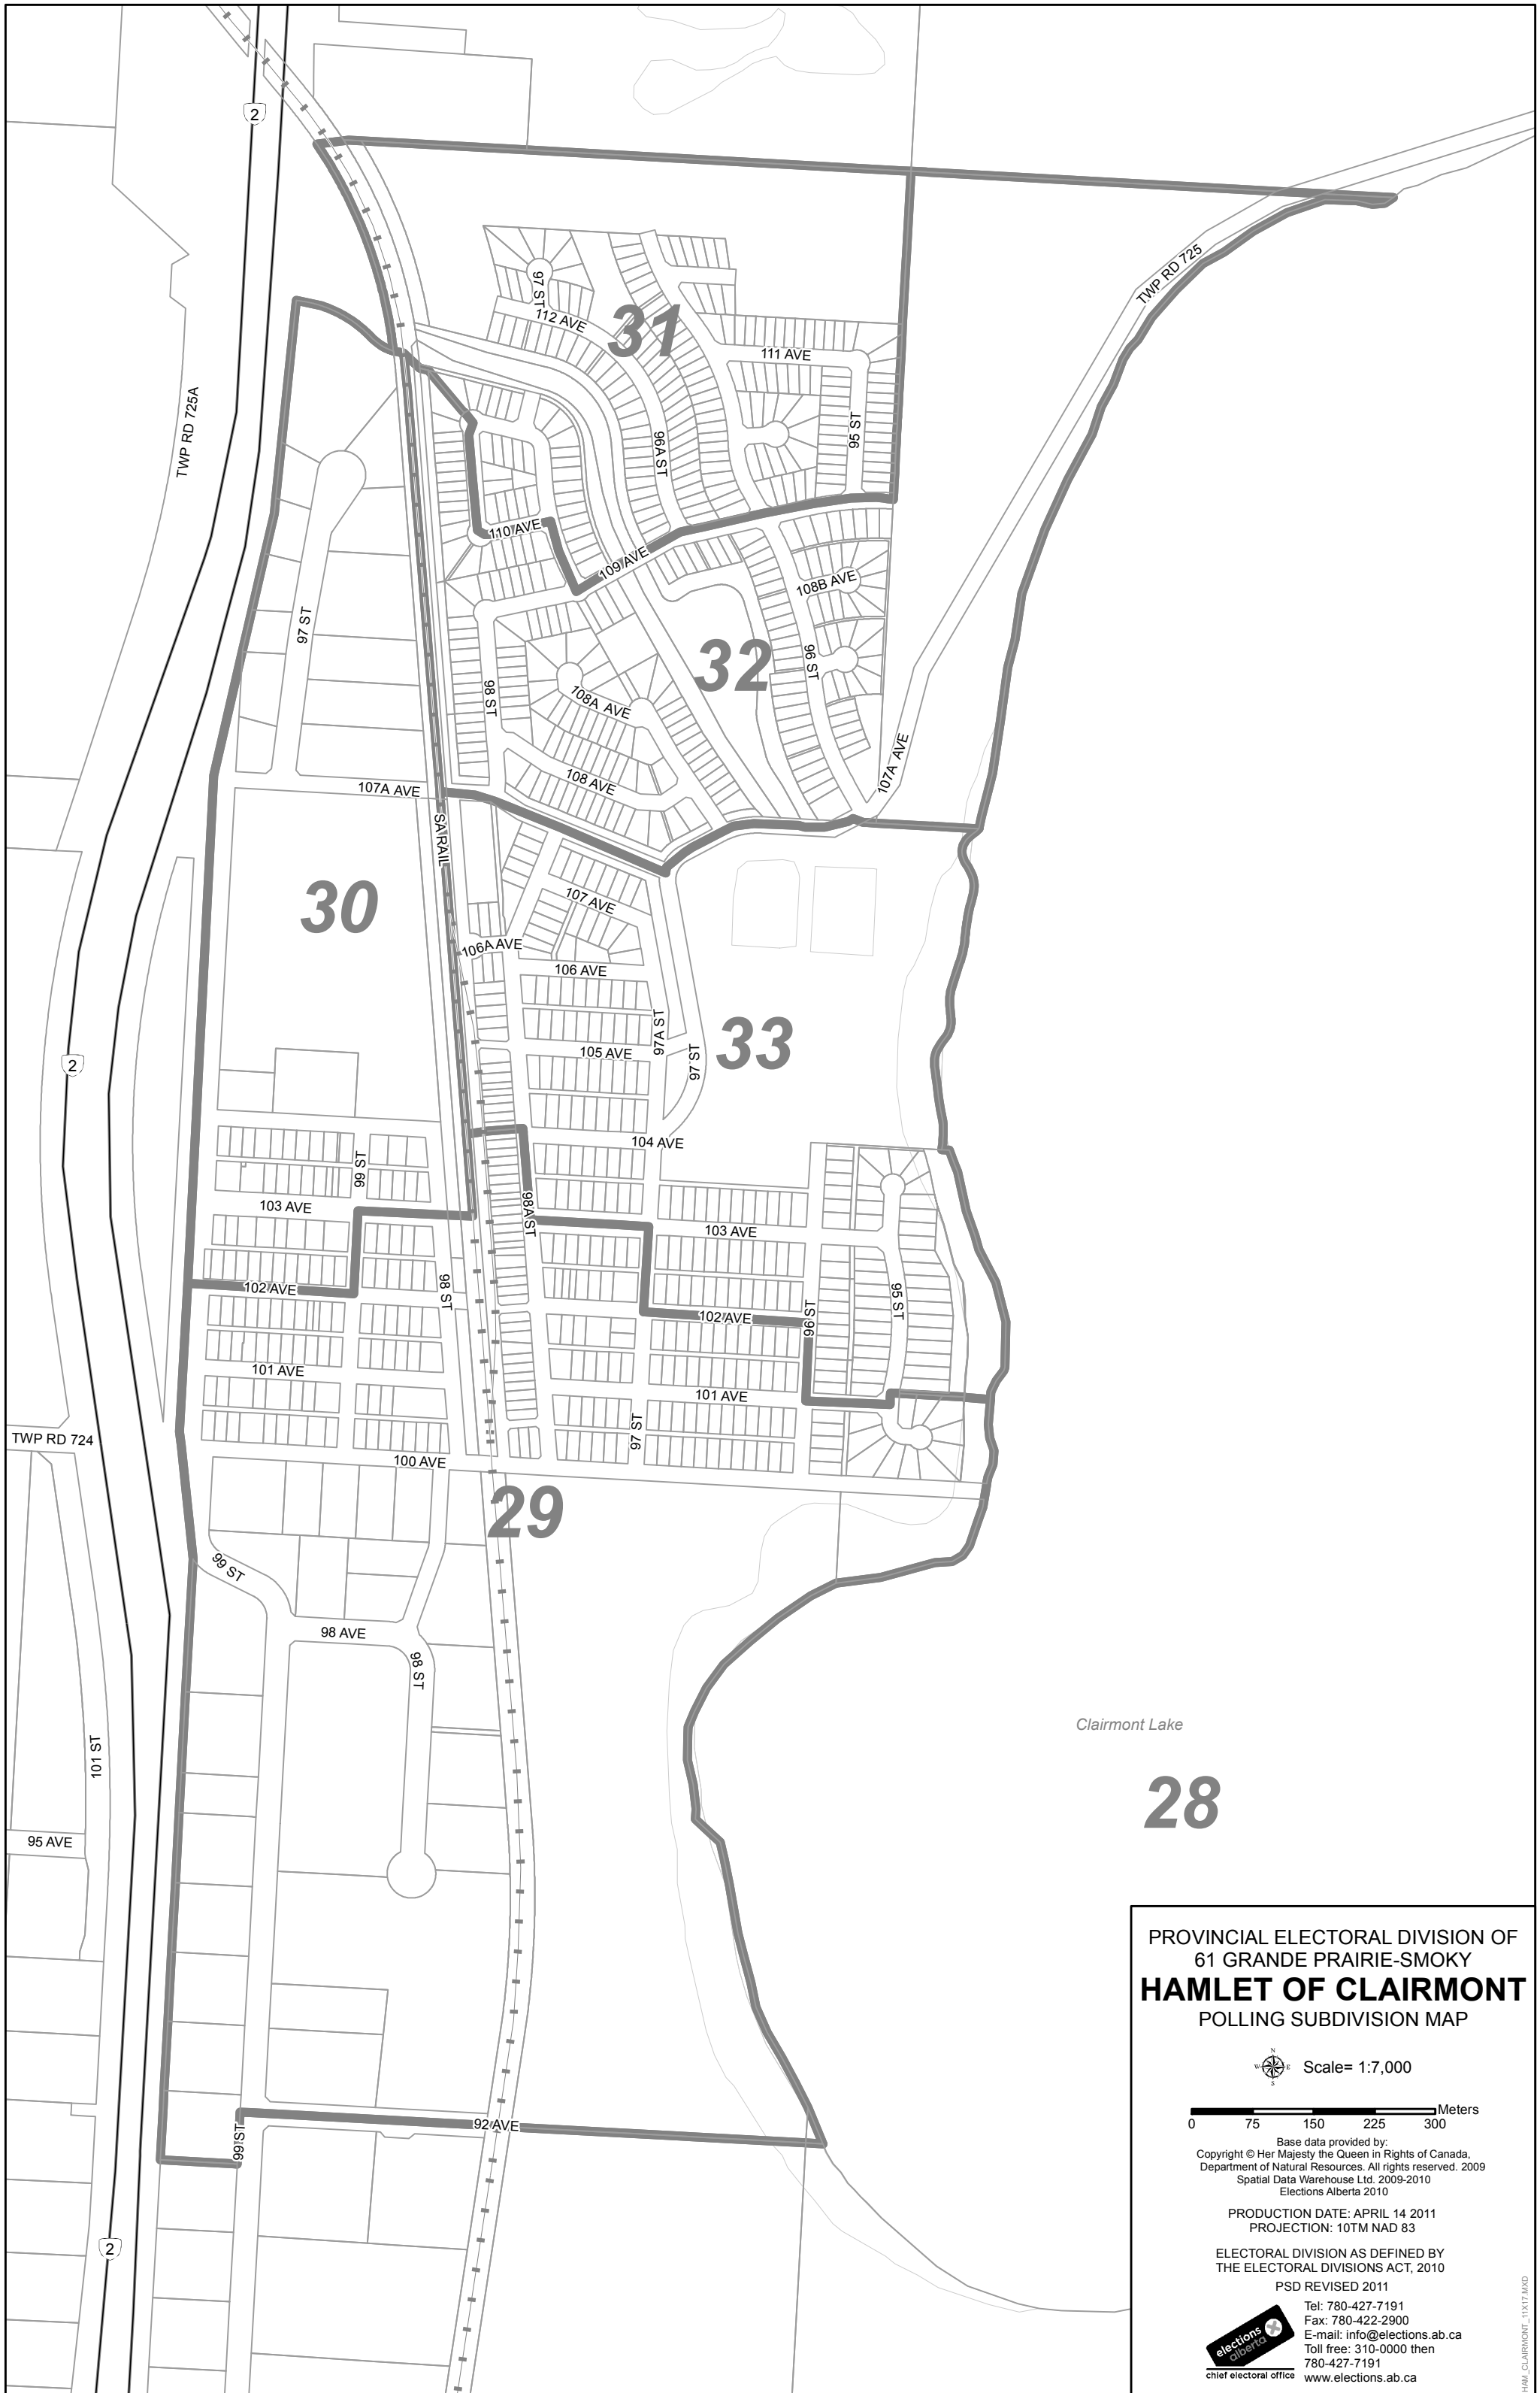 2
TWP RD 725
97 ST
112 AVE
31
111 AVE
TWP RD 725A
95 ST
96A ST
110 AVE
109 AVE
108B AVE
97 ST
32
96 ST
98 ST
108A AVE
107A AVE
108 AVE
107A AVE
SA RAIL
30
107 AVE
106A AVE
106 AVE
97A ST
33
105 AVE
97 ST
2
104 AVE
99 ST
103 AVE
98A ST
103 AVE
102 AVE
98 ST
95 ST
102 AVE
96 ST
101 AVE
101 AVE
97 ST
TWP RD 724
100 AVE
29
99 ST
98 AVE
98 ST
Clairmont Lake
101 ST
28
95 AVE
92 AVE
99 ST
2
PROVINCIAL ELECTORAL DIVISION OF
61 GRANDE PRAIRIE-SMOKY
HAMLET OF CLAIRMONT
POLLING SUBDIVISION MAP
N
W E
S
Scale= 1:7,000
Meters
0 75 150 225 300
Base data provided by:
Copyright © Her Majesty the Queen in Rights of Canada,
Department of Natural Resources. All rights reserved. 2009
Spatial Data Warehouse Ltd. 2009-2010
Elections Alberta 2010
PRODUCTION DATE: APRIL 14 2011
PROJECTION: 10TM NAD 83
ELECTORAL DIVISION AS DEFINED BY
THE ELECTORAL DIVISIONS ACT, 2010
PSD REVISED 2011
Tel: 780-427-7191
Fax: 780-422-2900
E-mail: info@elections.ab.ca
Toll free: 310-0000 then
780-427-7191
www.elections.ab.ca
elections
alberta
chief electoral office
HAM_CLAIRMONT_11X17.MXD